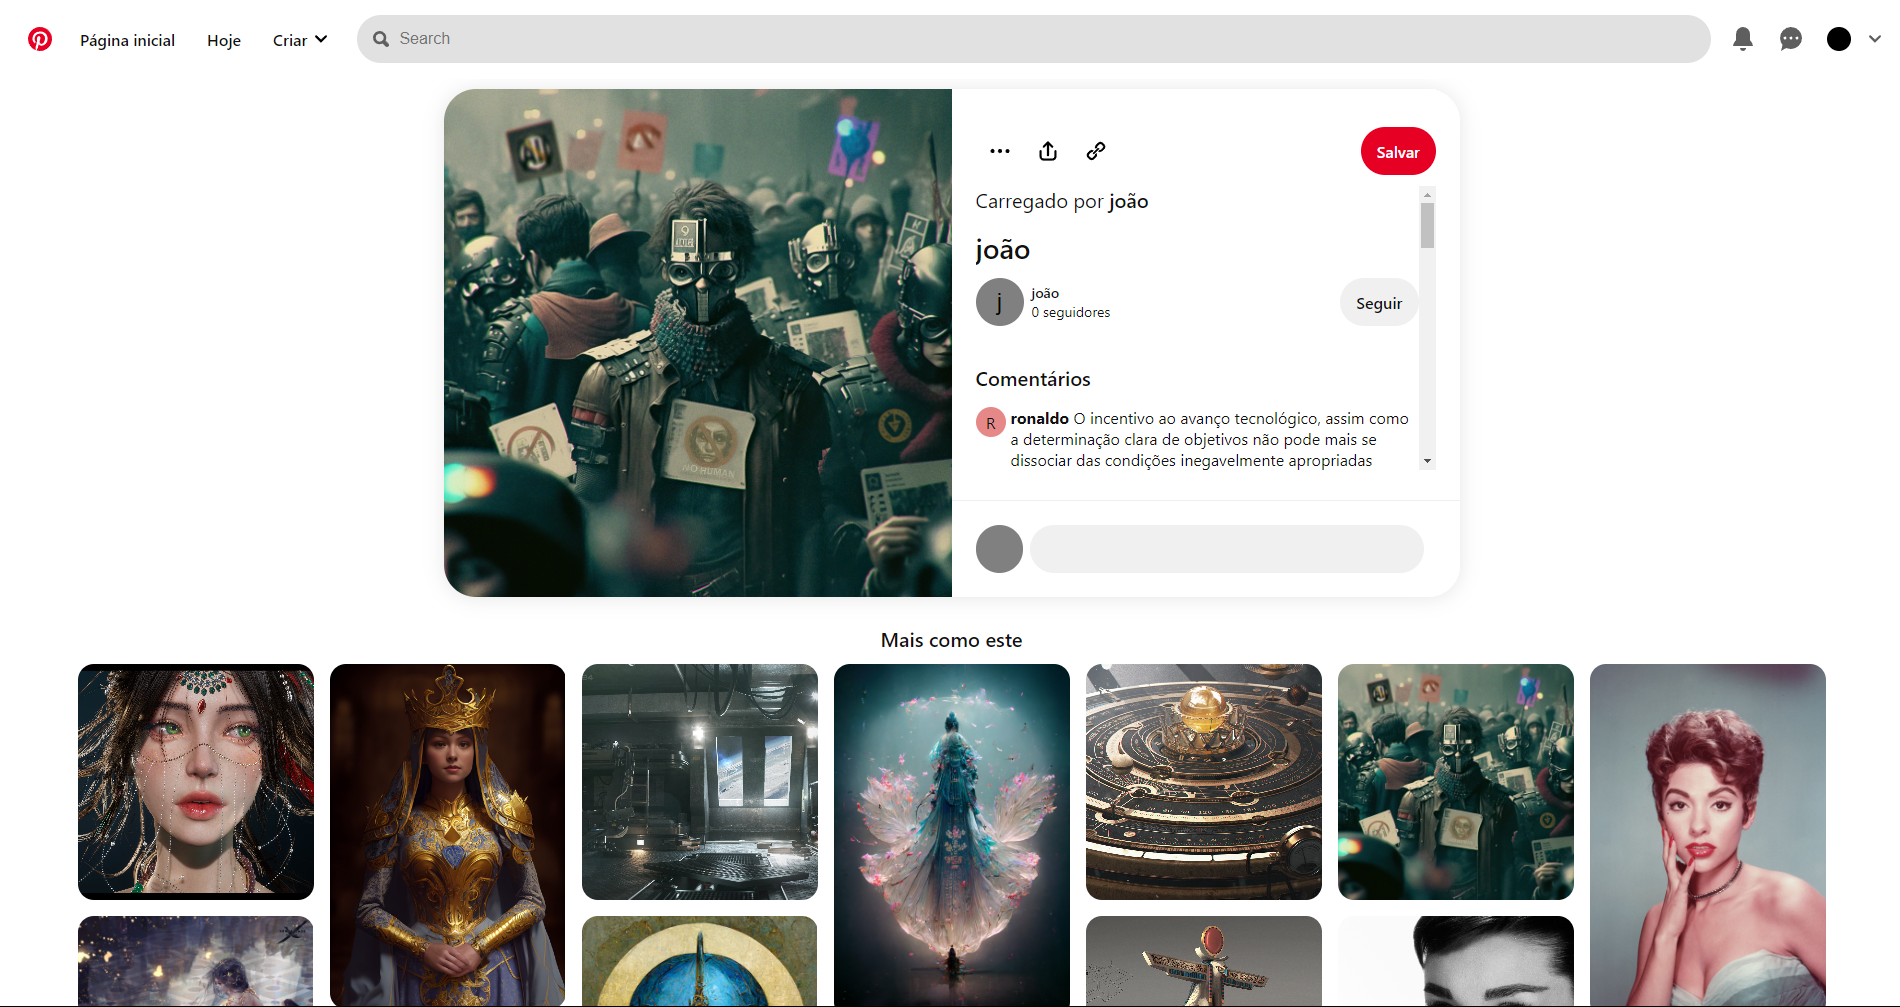 Página inicial
Hoje
Criar
Search
Salvar
Carregado por joão
joão
j
joão
0 seguidores
Seguir
Comentários
R
ronaldo O incentivo ao avanço tecnológico, assim como
a determinação clara de objetivos não pode mais se
dissociar das condições inegavelmente apropriadas
NO HUMAN
Mais como este